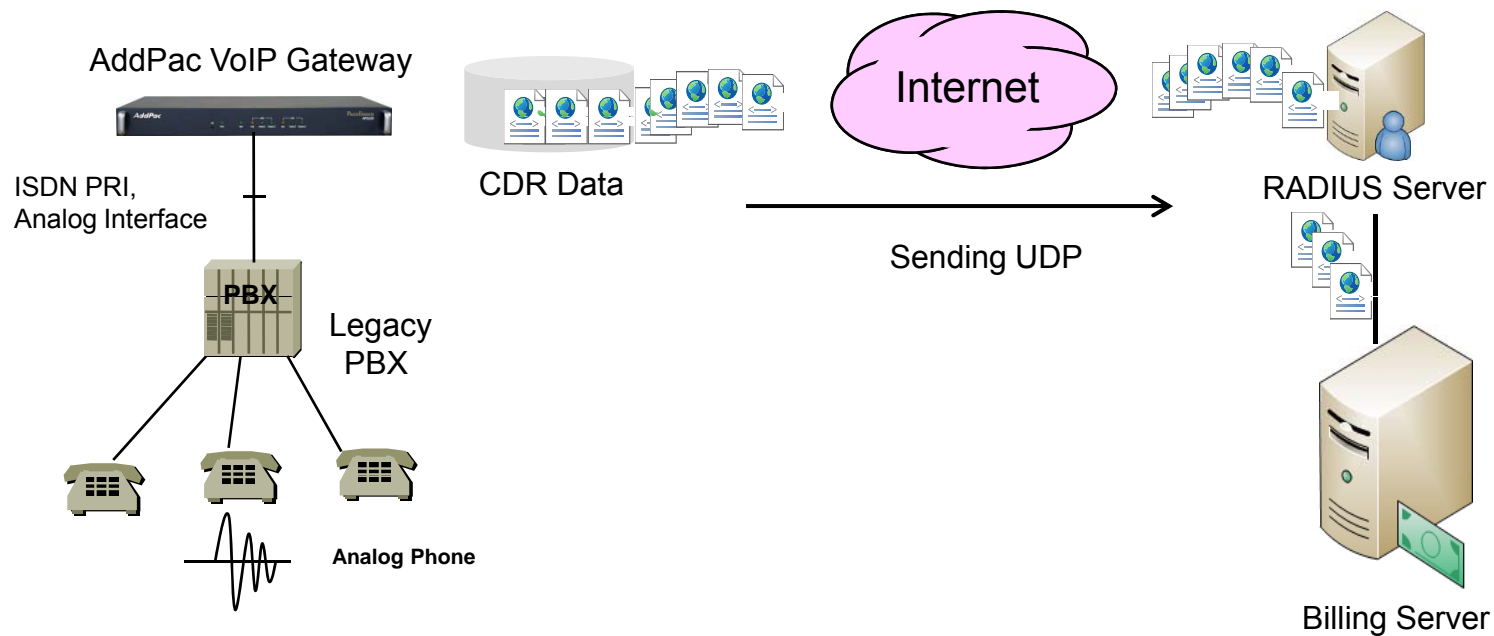 AddPac VoIP Gateway
AddPac
Internet
CDR Data
RADIUS Server
ISDN PRI,
Analog Interface
Sending UDP
PBX
Legacy
PBX
Analog Phone
Billing Server